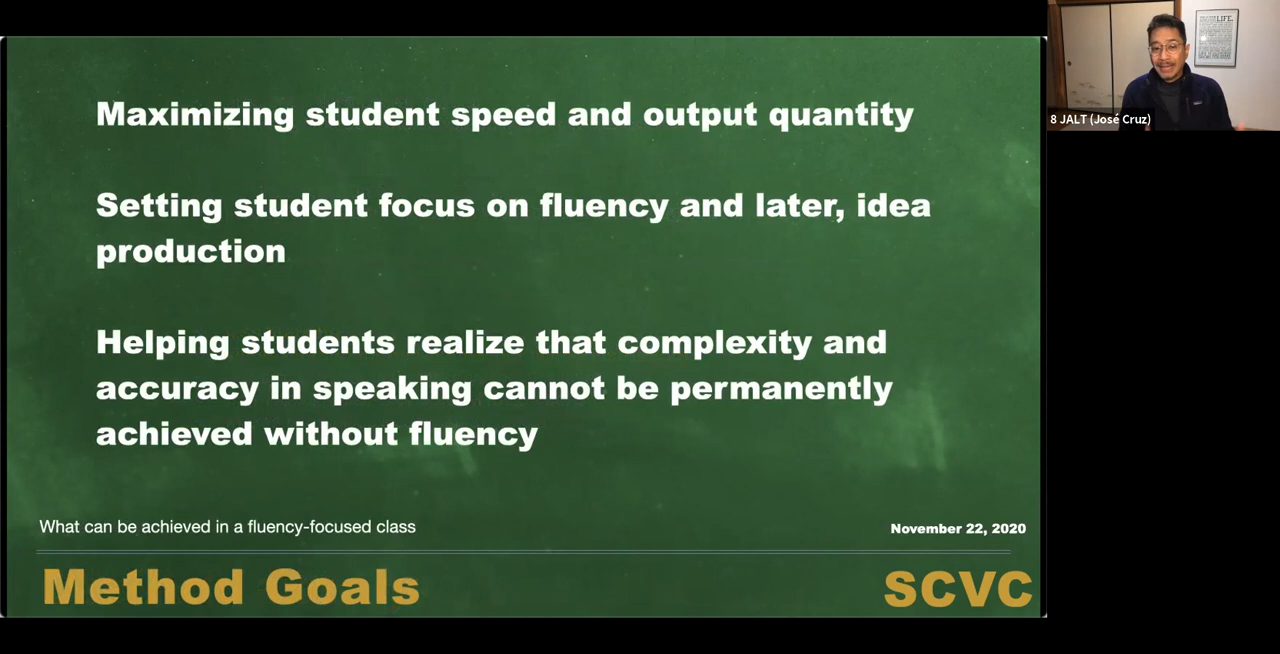 Maximizing student speed and output quantity
Setting student focus on fluency and later, idea
production
Helping students realize that complexity and
accuracy in speaking cannot be permanently
achieved without fluency
What can be achieved in a fluency-focused class
November 22, 2020
Method Goals
SCVC
LIFE.
8 JALT (José Cruz)